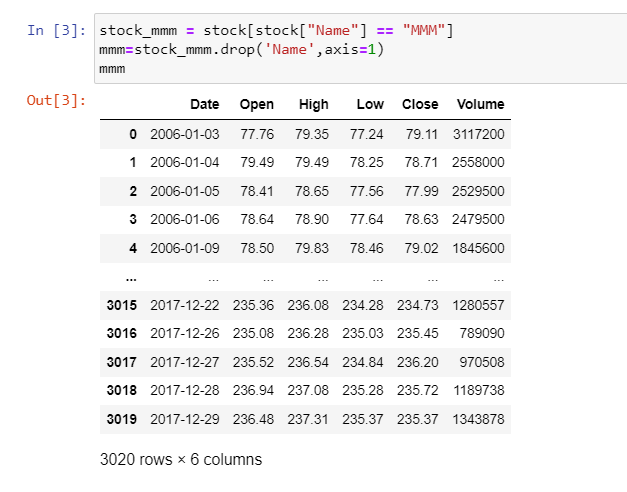 In [3]: stock_mmm = stock[stock["Name"] == "MMM"]
mmm=stock_mmm.drop('Name',axis=1)
mmm
Out[3]:
Date Open High Low Close Volume
0 2006-01-03 77.76 79.35 77.24 79.11 3117200
1 2006-01-04 79.49 79.49 78.25 78.71 2558000
2 2006-01-05 78.41 78.65 77.56 77.99 2529500
3 2006-01-06 78.64 78.90 77.64 78.63 2479500
4 2006-01-09 78.50 79.83 78.46 79.02 1845600
... ... ... ... ... ... ...
3015 2017-12-22 235.36 236.08 234.28 234.73 1280557
3016 2017-12-26 235.08 236.28 235.03 235.45 789090
3017 2017-12-27 235.52 236.54 234.84 236.20 970508
3018 2017-12-28 236.94 237.08 235.28 235.72 1189738
3019 2017-12-29 236.48 237.31 235.37 235.37 1343878
3020 rows × 6 columns